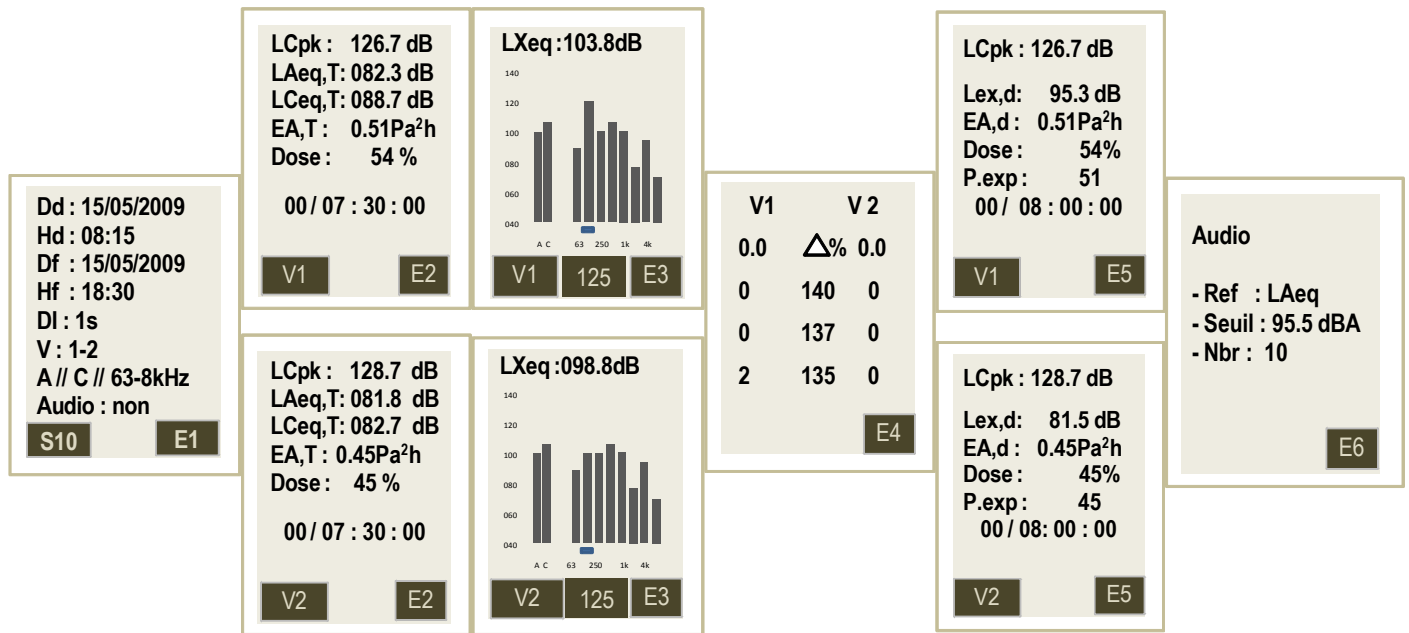 Dd : 15/05/2009
Hd : 08:15
Df : 15/05/2009
Hf : 18:30
DI : 1s
V : 1-2
A // C // 63-8kHz
Audio : non
S10 E1
LCpk : 126.7 dB
LAeq,T: 082.3 dB
LCeq,T: 088.7 dB
EA,T : 0.51Pa²h
Dose : 54 %
00 / 07 : 30 : 00
V1 E2
LCpk : 128.7 dB
LAeq,T: 081.8 dB
LCeq,T: 082.7 dB
EA,T : 0.45Pa²h
Dose : 45 %
00 / 07 : 30 : 00
V2 E2
LXeq :103.8dB
140
120
100
080
060
040
A C 63 250 1k 4k
V1 125 E3
LXeq :098.8dB
140
120
100
080
060
040
A C 63 250 1k 4k
V2 125 E3
V1 V 2
0.0 △% 0.0
0 140 0
0 137 0
2 135 0
E4
LCpk : 126.7 dB
Lex,d: 95.3 dB
EA,d : 0.51Pa²h
Dose : 54%
P.exp : 51
00 / 08 : 00 : 00
V1 E5
LCpk : 128.7 dB
Lex,d: 81.5 dB
EA,d : 0.45Pa²h
Dose: 45%
P.exp : 45
00 / 08: 00 : 00
V2 E5
Audio
- Ref : LAeq
- Seuil : 95.5 dBA
- Nbr : 10
E6